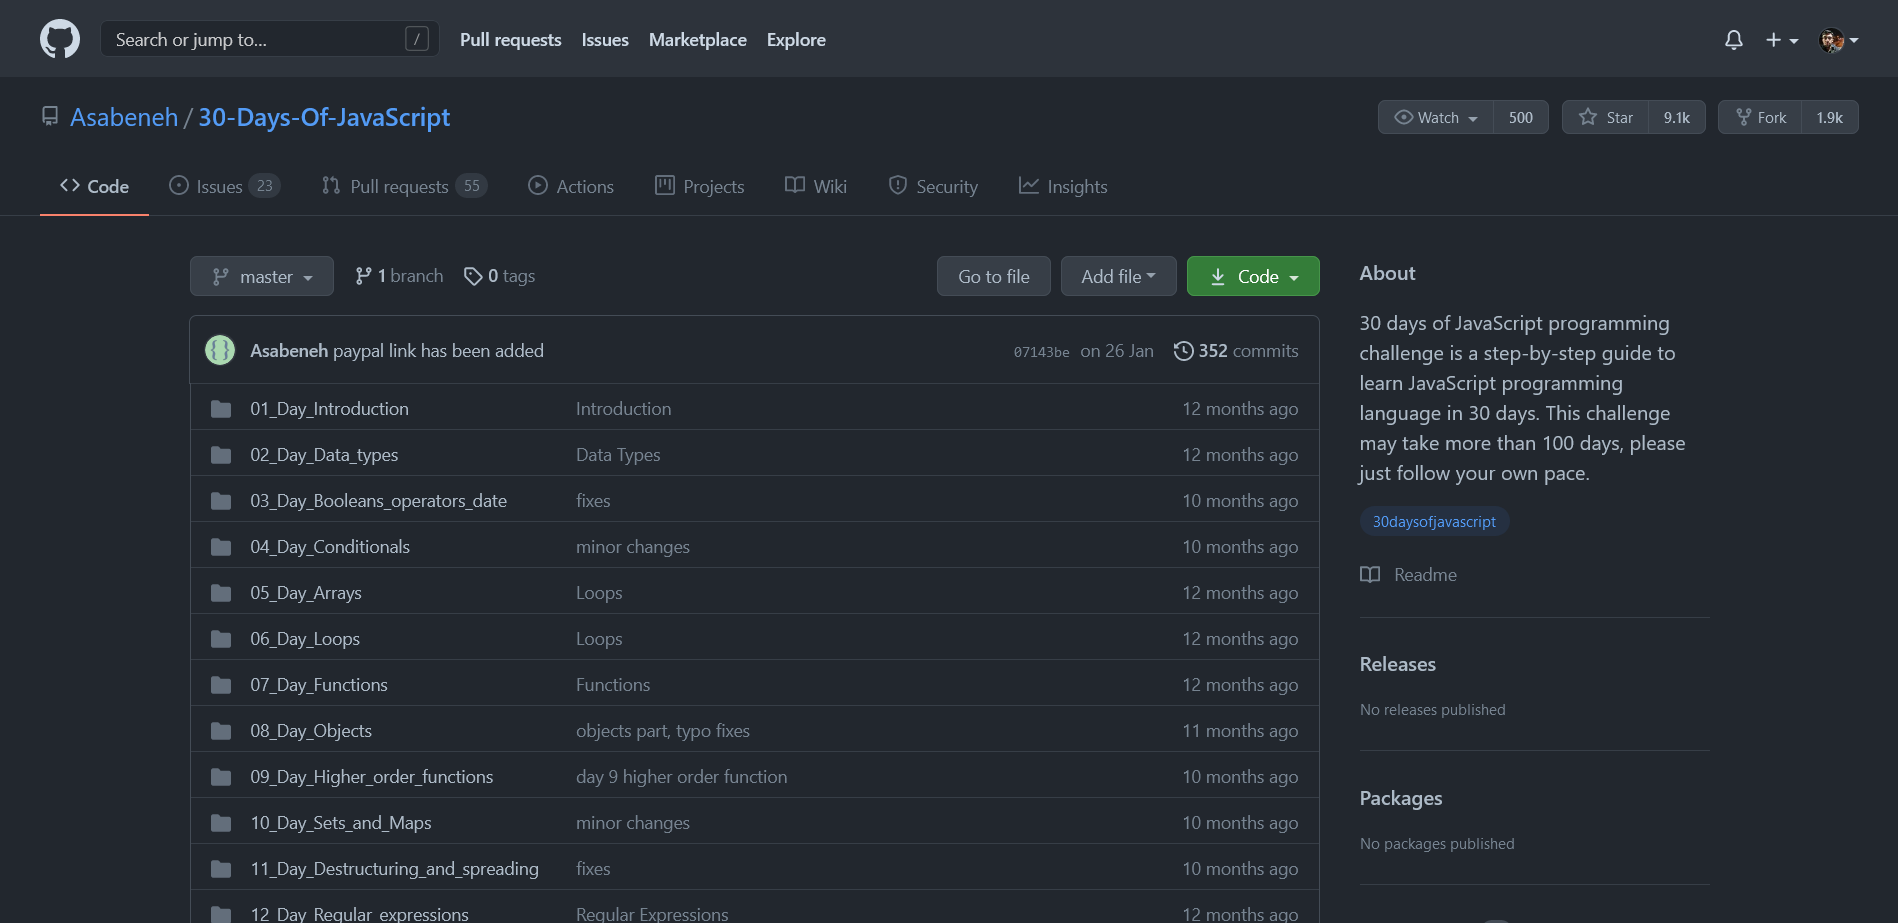 Search or jump to... /
Pull requests Issues Marketplace Explore
Asabeneh / 30-Days-Of-JavaScript
Watch 500 Star 9.1k Fork 1.9k
Code Issues 23 Pull requests 55 Actions Projects Wiki Security Insights
master 1 branch 0 tags Go to file Add file Code
Asabeneh paypal link has been added 07143be on 26 Jan 352 commits
01_Day_Introduction Introduction 12 months ago
02_Day_Data_types Data Types 12 months ago
03_Day_Booleans_operators_date fixes 10 months ago
04_Day_Conditionals minor changes 10 months ago
05_Day_Arrays Loops 12 months ago
06_Day_Loops Loops 12 months ago
07_Day_Functions Functions 12 months ago
08_Day_Objects objects part, typo fixes 11 months ago
09_Day_Higher_order_functions day 9 higher order function 10 months ago
10_Day_Sets_and_Maps minor changes 10 months ago
11_Day_Destructuring_and_spreading fixes 10 months ago
12_Day_Regular_expressions Regular Expressions 12 months ago
About
30 days of JavaScript programming
challenge is a step-by-step guide to
learn JavaScript programming
language in 30 days. This challenge
may take more than 100 days, please
just follow your own pace.
30daysofjavascript
Readme
Releases
No releases published
Packages
No packages published